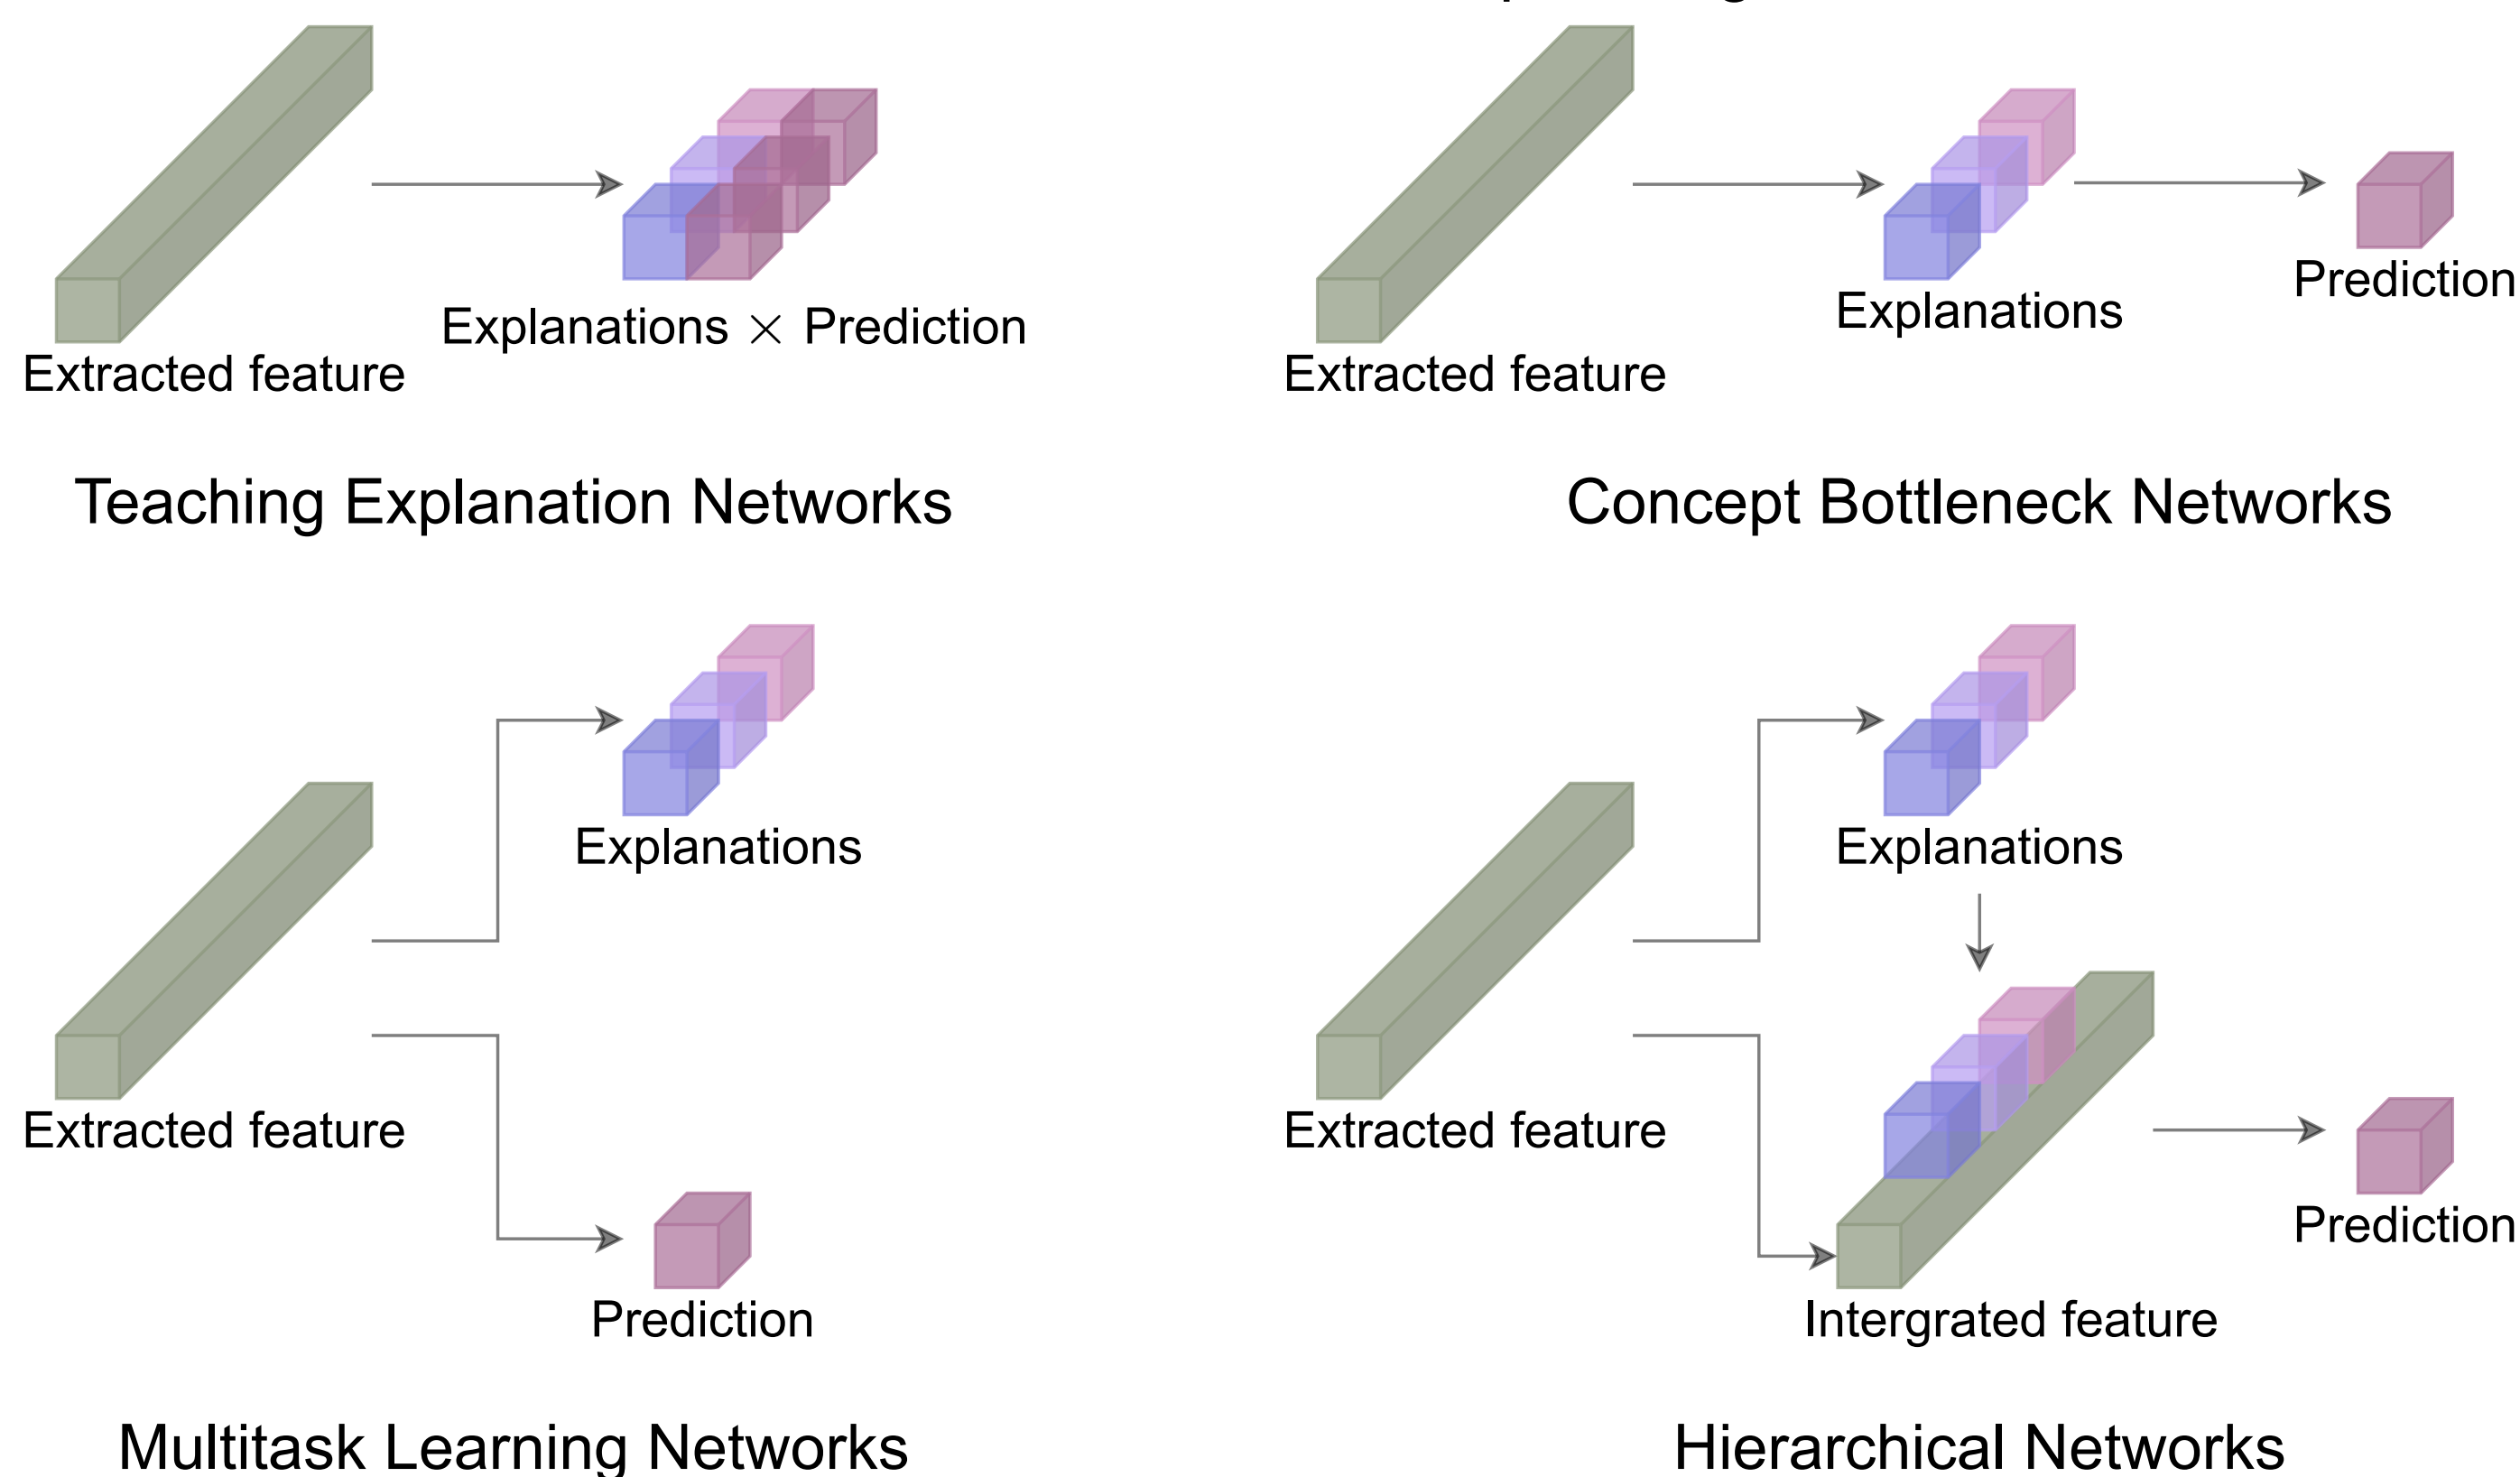 Explanations × Prediction
Extracted feature
Teaching Explanation Networks
Explanations
Prediction
Extracted feature
Concept Bottleneck Networks
Explanations
Extracted feature
Prediction
Multitask Learning Networks
Explanations
Extracted feature
Prediction
Intergrated feature
Hierarchical Networks